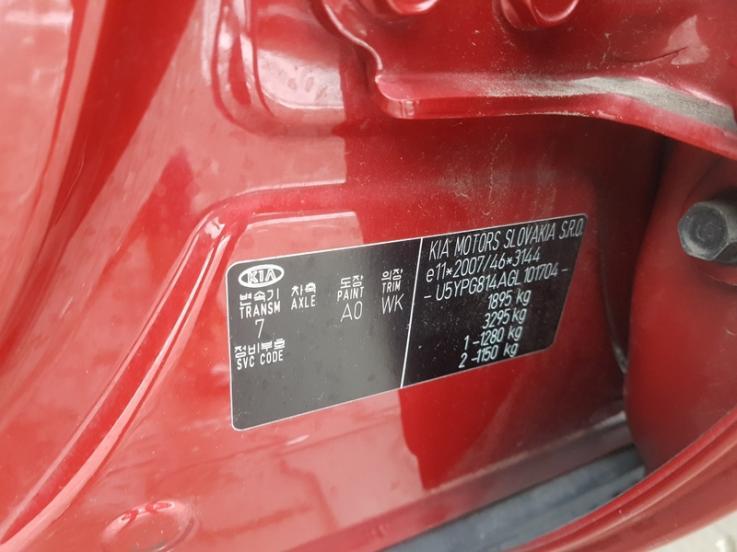 KIA
변속기 차축 도장 의장
TRANSM AXLE PAINT TRIM
7 A0 WK
정비부호
SVC CODE
KIA MOTORS SLOVAKIA S.R.O.
e11*2007/46*3144
-U5YPG814AGL101704-
1895 kg
3295 kg
1 -1280 kg
2 -1150 kg